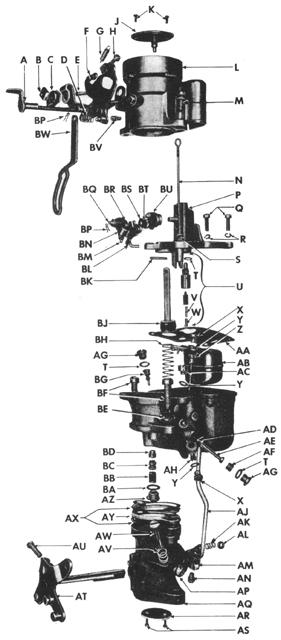 K
J
F G H
A B C D E
L
M
BP
BW
BV
N
P
Q
BS BT BU
BQ BR
BP
BN
BM
BL
BK
R
S
T
U
V
W
X
Y
Z
BJ
BH
AA
AG
AB
AC
T
BG
Y
BF
BE
AD
AE
AF
T
AG
BD
AH
Y
BC
BB
X
BA
AJ
AZ
AK
AX
AY
AL
AW
AU
AV
AM
AN
AT
AP
AQ
AR
AS